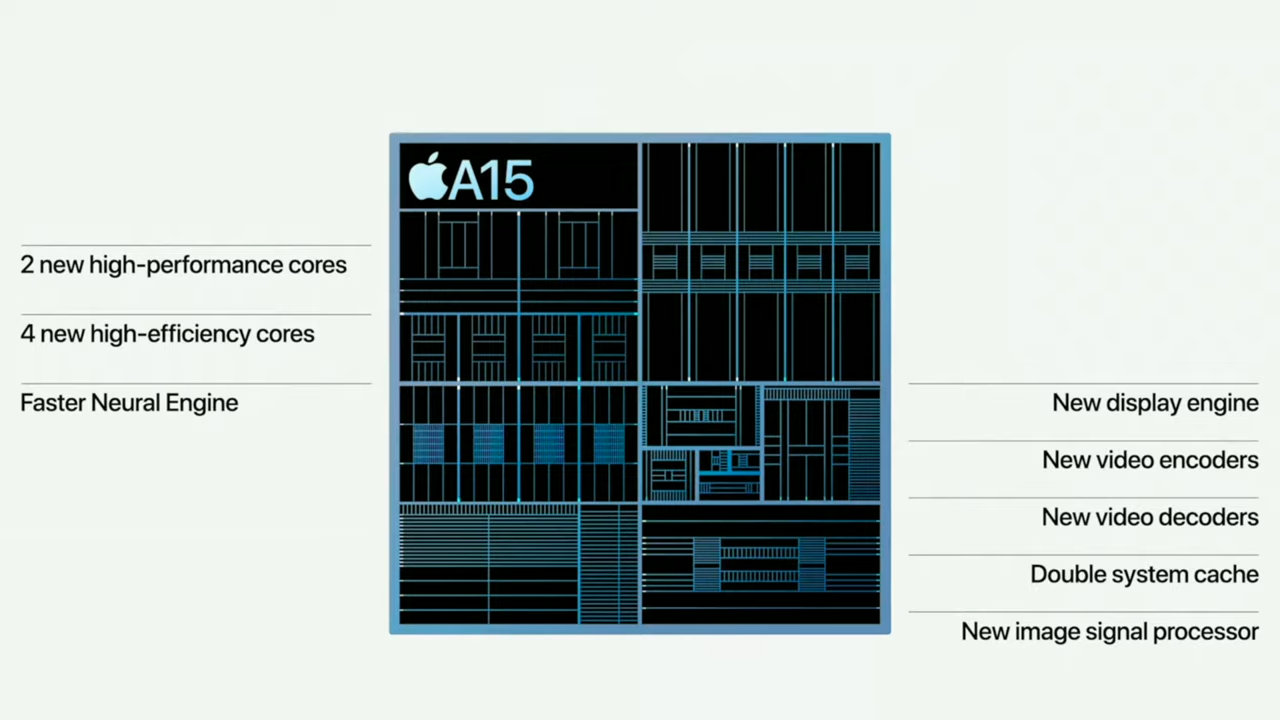 A15
2 new high-performance cores
4 new high-efficiency cores
Faster Neural Engine
New display engine
New video encoders
New video decoders
Double system cache
New image signal processor